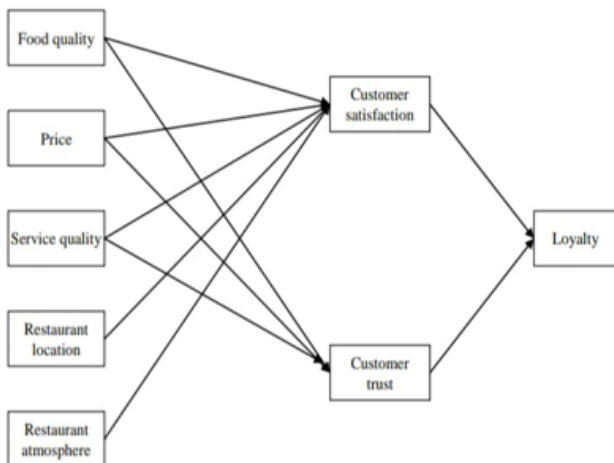 Food quality
Price
Service quality
Restaurant
location
Restaurant
atmosphere
Customer
satisfaction
Customer
trust
Loyalty